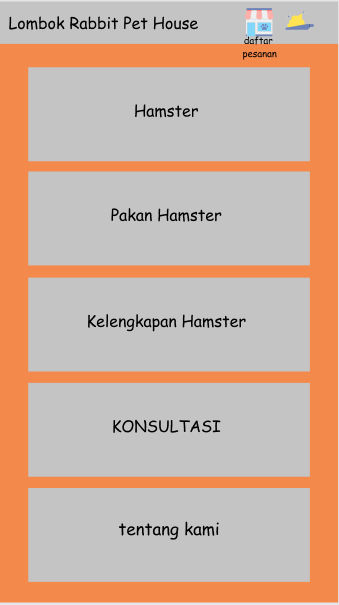 Lombok Rabbit Pet House
daftar
pesanan
Hamster
Pakan Hamster
Kelengkapan Hamster
KONSULTASI
tentang kami